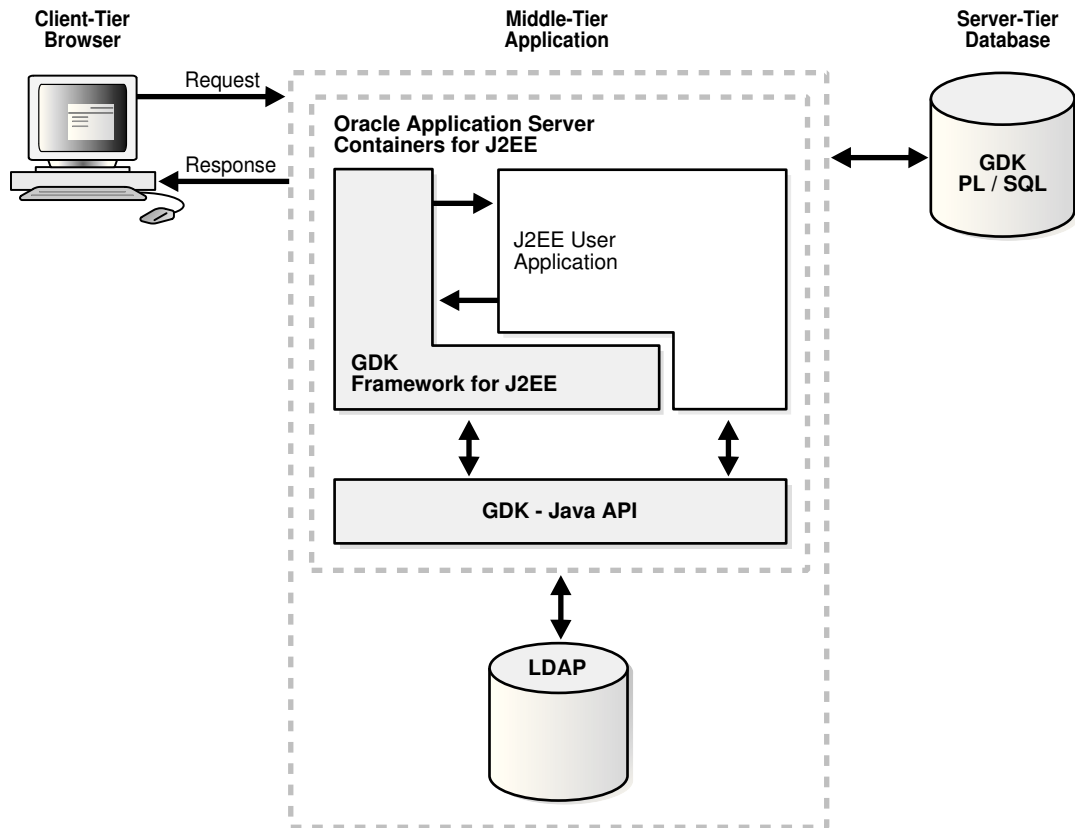 Client-Tier
Browser
Middle-Tier
Application
Server-Tier
Database
Request
Response
Oracle Application Server
Containers for J2EE
J2EE User
Application
GDK
Framework for J2EE
GDK - Java API
LDAP
GDK
PL / SQL